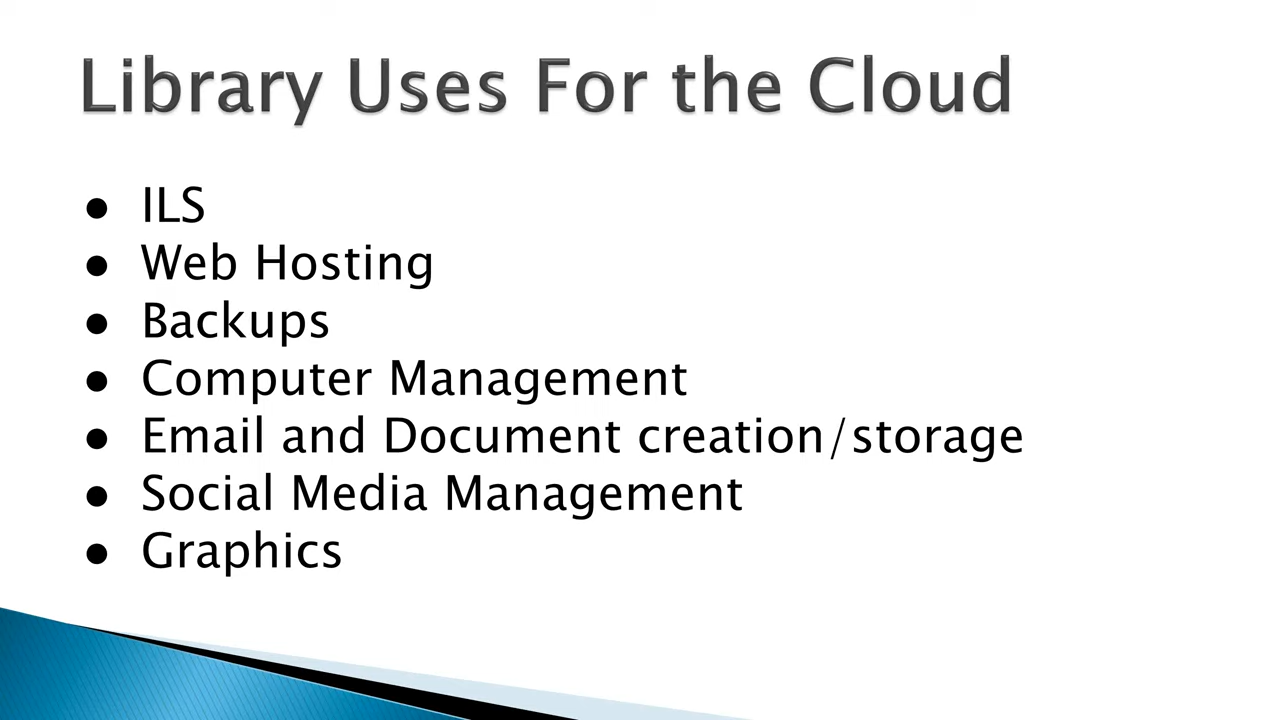 Library Uses For the Cloud
● ILS
● Web Hosting
● Backups
● Computer Management
● Email and Document creation/storage
● Social Media Management
● Graphics